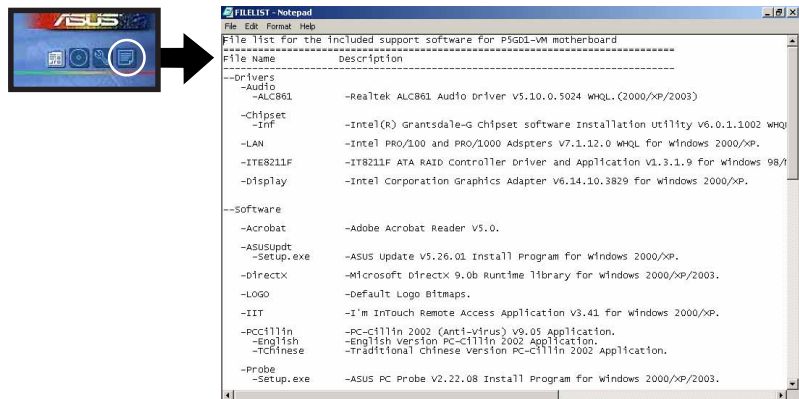 ASUS
FILELIST - Notepad
File Edit Format Help
File list for the included support software for P5GD1-VM motherboard
=========================================================================
File Name Description
-------------------------------------------------------------------------
--Drivers
-Audio
-ALC861 -Realtek ALC861 Audio Driver V5.10.0.5024 WHQL.(2000/XP/2003)
-Chipset
-Inf -Intel(R) Grantsdale-G Chipset software Installation Utility V6.0.1.1002 WHQL
-LAN -Intel PRO/100 and PRO/1000 Adspters V7.1.12.0 WHQL for Windows 2000/XP.
-ITE8211F -IT8211F ATA RAID Controller Driver and Application V1.3.1.9 for Windows 98/
-Display -Intel Corporation Graphics Adapter V6.14.10.3829 for Windows 2000/XP.
--Software
-Acrobat -Adobe Acrobat Reader V5.0.
-ASUSUpdt
-Setup.exe -ASUS Update V5.26.01 Install Program for Windows 2000/XP.
-DirectX -Microsoft DirectX 9.0b Runtime library for Windows 2000/XP/2003.
-LOGO -Default Logo Bitmaps.
-IIT -I'm InTouch Remote Access Application V3.41 for Windows 2000/XP.
-PCCillin -PC-Cillin 2002 (Anti-Virus) V9.05 Application.
-English -English Version PC-Cillin 2002 Application.
-TChinese -Traditional Chinese Version PC-Cillin 2002 Application.
-Probe
-Setup.exe -ASUS PC Probe V2.22.08 Install Program for Windows 2000/XP/2003.